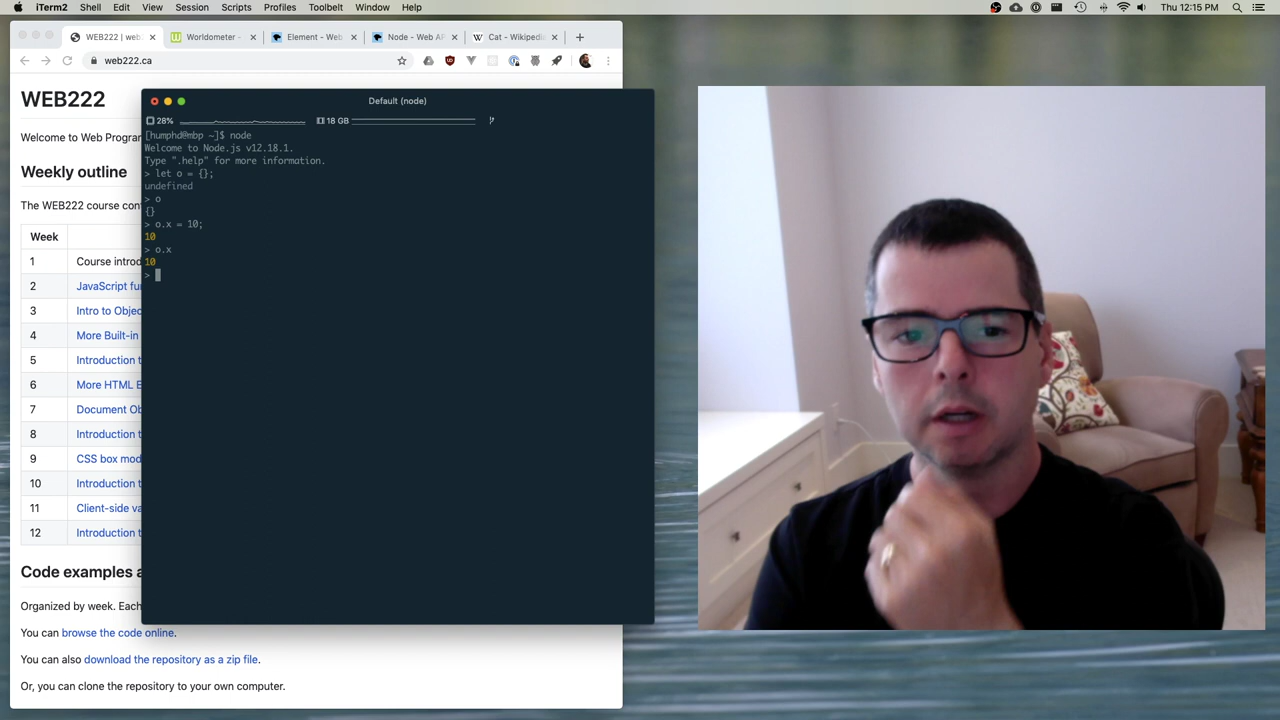 iTerm2 Shell Edit View Session Scripts Profiles Toolbelt Window Help Thu 12:15 PM
WEB222 | web Worldometer - Element - Web Node - Web AP Cat - Wikipedia
web222.ca
WEB222
Welcome to Web Progra
Weekly outline
The WEB222 course con
Week
1 Course introd
2 JavaScript fu
3 Intro to Objec
4 More Built-in
5 Introduction t
6 More HTML E
7 Document Ob
8 Introduction t
9 CSS box mod
10 Introduction t
11 Client-side va
12 Introduction t
Code examples a
Organized by week. Each
You can browse the code online.
You can also download the repository as a zip file.
Or, you can clone the repository to your own computer.
Default (node)
28% 18 GB
[humphd@mbp ~]$ node
Welcome to Node.js v12.18.1.
Type ".help" for more information.
> let o = {};
undefined
> o
{}
> o.x = 10;
10
> o.x
10
>